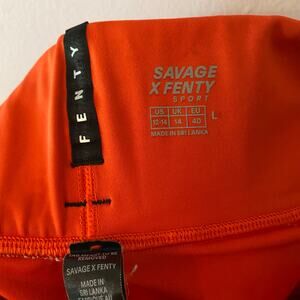 FENTY
SAVAGE
X FENTY
SPORT
US UK EU
12-14 14 40 L
MADE IN SRI LANKA
REMOVED
SAVAGE X FENTY
MADE IN
SRI LANKA